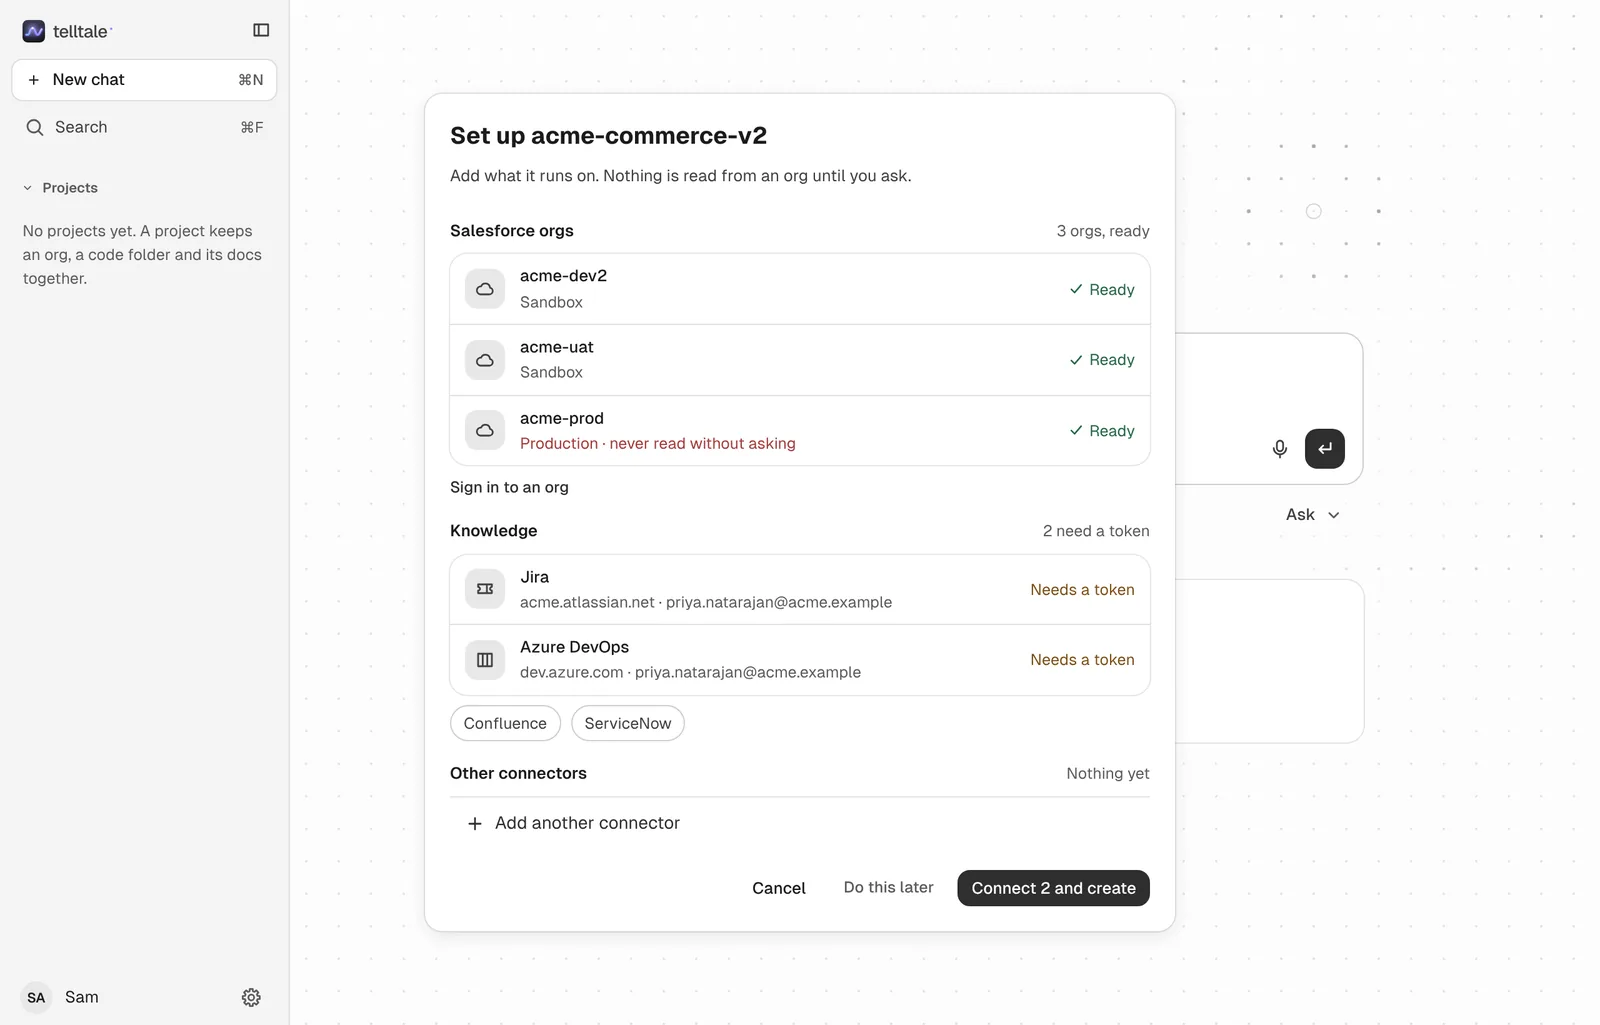 telltale
New chat ⌘N
Search ⌘F
Projects
No projects yet. A project keeps
an org, a code folder and its docs
together.
SA Sam
Set up acme-commerce-v2
Add what it runs on. Nothing is read from an org until you ask.
Salesforce orgs 3 orgs, ready
acme-dev2
Sandbox
Ready
acme-uat
Sandbox
Ready
acme-prod
Production · never read without asking
Ready
Sign in to an org
Knowledge 2 need a token
Jira
acme.atlassian.net · priya.natarajan@acme.example
Needs a token
Azure DevOps
dev.azure.com · priya.natarajan@acme.example
Needs a token
Confluence ServiceNow
Other connectors Nothing yet
Add another connector
Cancel Do this later Connect 2 and create
Ask